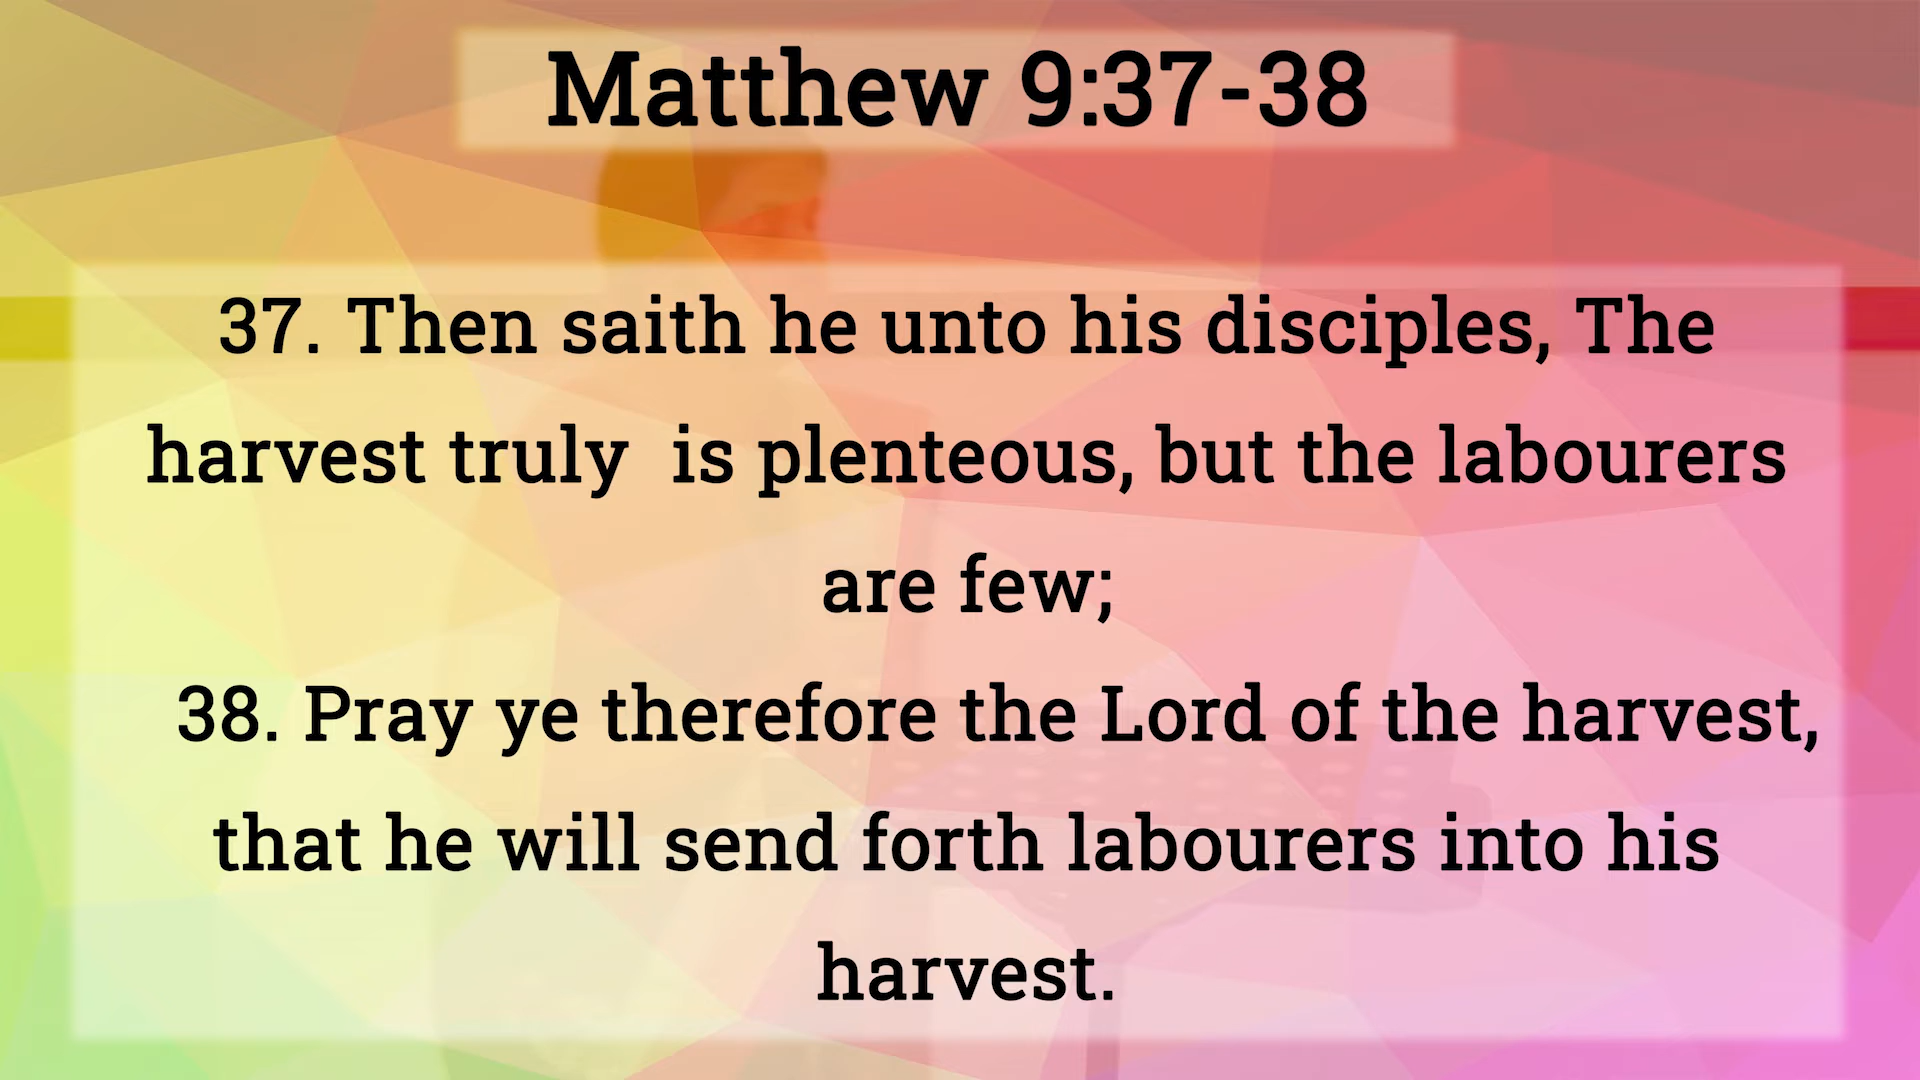 Matthew 9:37-38
37. Then saith he unto his disciples, The
harvest truly  is plenteous, but the labourers
are few;
38. Pray ye therefore the Lord of the harvest,
that he will send forth labourers into his
harvest.